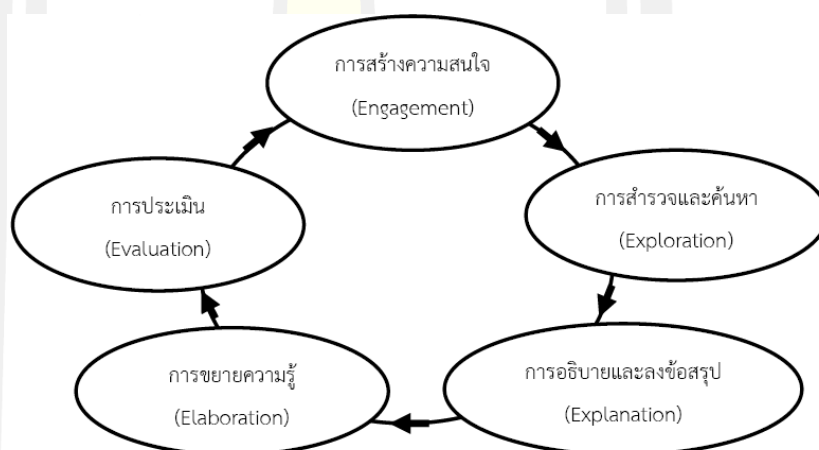 การสร้างความสนใจ
(Engagement)
การสำรวจและค้นหา
(Exploration)
การอธิบายและลงข้อสรุป
(Explanation)
การขยายความรู้
(Elaboration)
การประเมิน
(Evaluation)